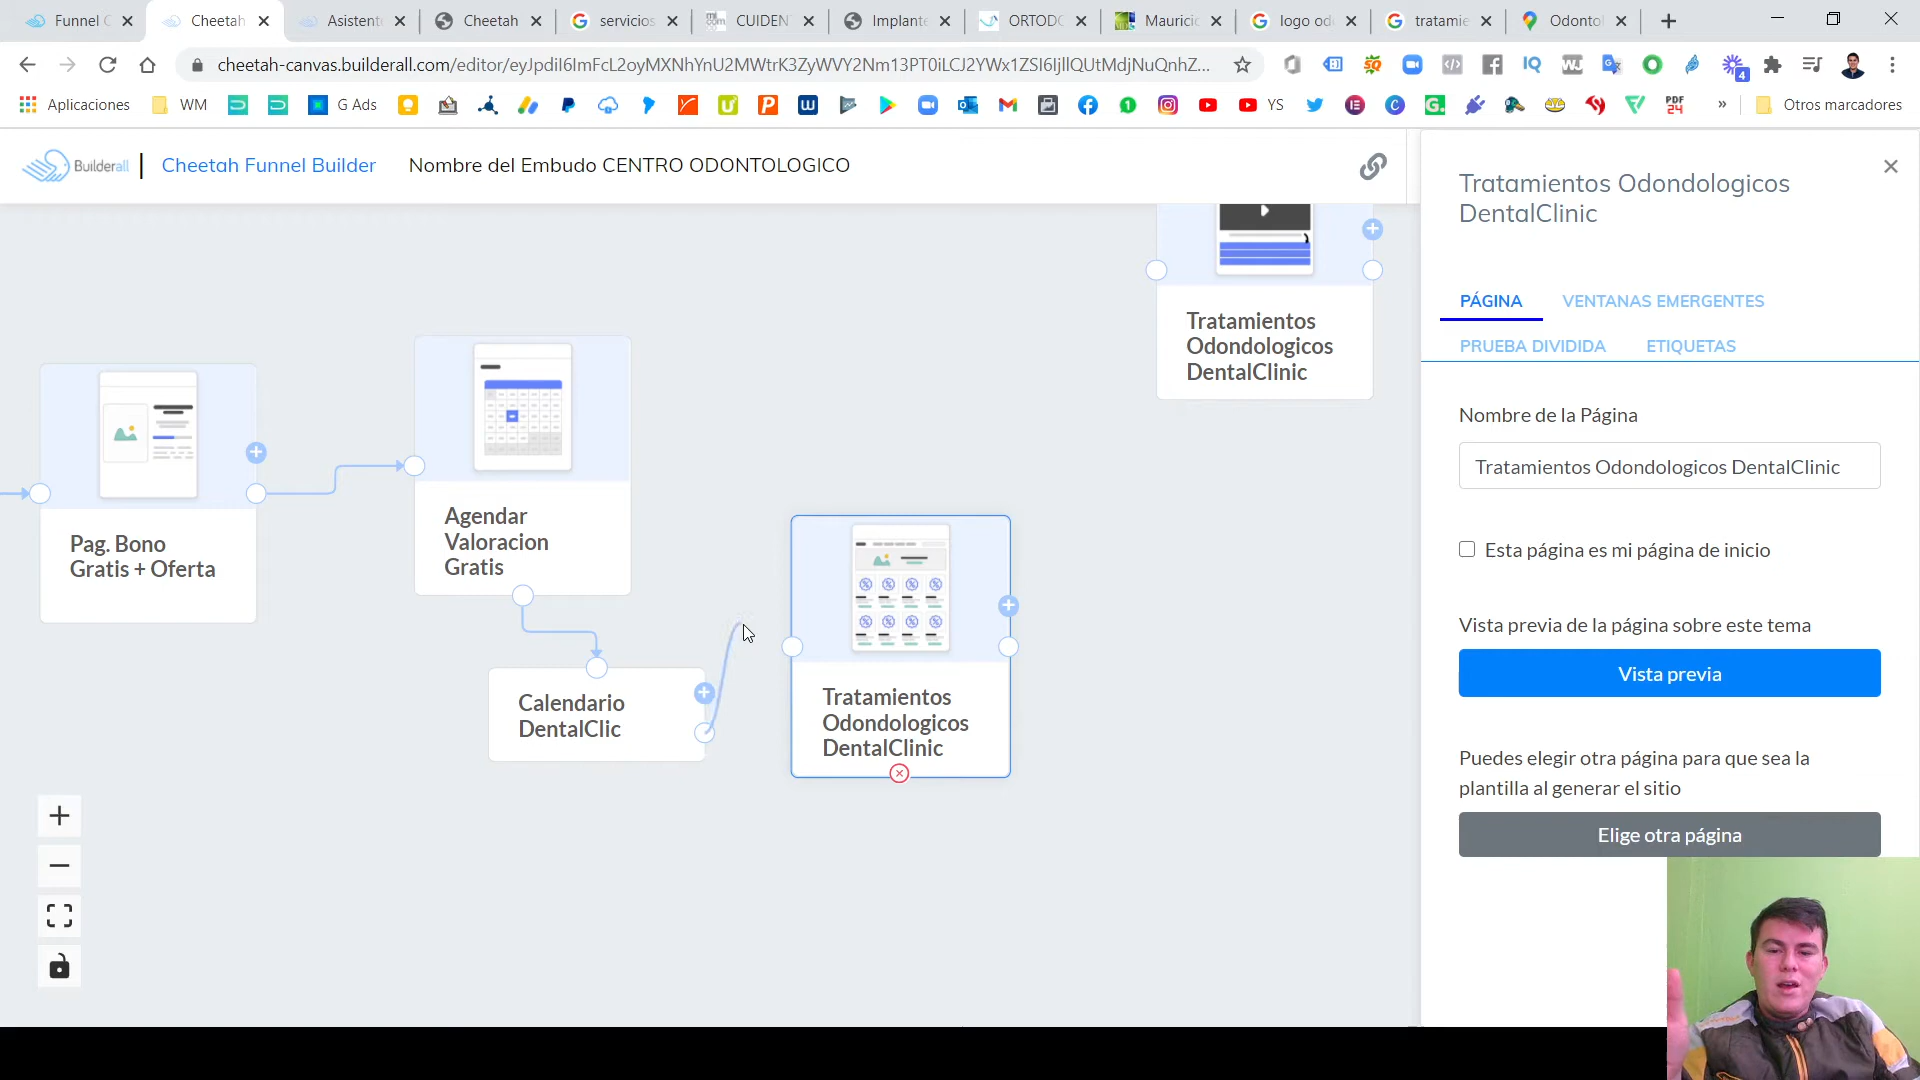 Funnel C
Cheetah
Asistent
Cheetah
servicios
CUIDEN
Implante
ORTODO
Mauricio
logo od
tratamie
Odontol
cheetah-canvas.builderall.com/editor/eyJpdiI6ImFcL2oyMXNhYnU2MWtrK3ZyWVY2Nm13PT0iLCJ2YWx1ZSI6IjllQUtMdjNuQnhZ...
Aplicaciones
WM
G Ads
YS
PDF
24
Otros marcadores
Builderall
Cheetah Funnel Builder
Nombre del Embudo CENTRO ODONTOLOGICO
Tratamientos
Odondologicos
DentalClinic
Pag. Bono
Gratis + Oferta
Agendar
Valoracion
Gratis
Calendario
DentalClic
Tratamientos
Odondologicos
DentalClinic
Tratamientos Odondologicos
DentalClinic
PÁGINA
VENTANAS EMERGENTES
PRUEBA DIVIDIDA
ETIQUETAS
Nombre de la Página
Tratamientos Odondologicos DentalClinic
Esta página es mi página de inicio
Vista previa de la página sobre este tema
Vista previa
Puedes elegir otra página para que sea la
plantilla al generar el sitio
Elige otra página